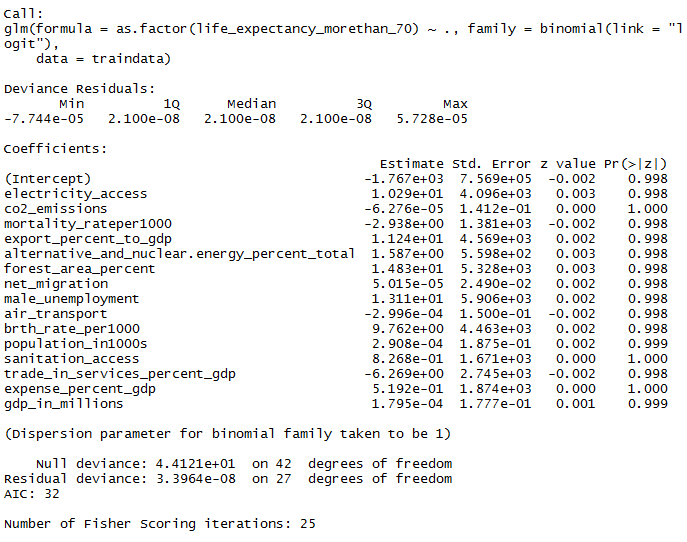 Call:
glm(formula = as.factor(life_expectancy_morethan_70) ~ ., family = binomial(link = "l
ogit"),
    data = traindata)

Deviance Residuals:
       Min          1Q      Median          3Q         Max
-7.744e-05   2.100e-08   2.100e-08   2.100e-08   5.728e-05

Coefficients:
                                               Estimate Std. Error z value Pr(>|z|)
(Intercept)                                  -1.767e+03  7.569e+05  -0.002    0.998
electricity_access                            1.029e+01  4.096e+03   0.003    0.998
co2_emissions                                -6.276e-05  1.412e-01   0.000    1.000
mortality_rateper1000                        -2.938e+00  1.381e+03  -0.002    0.998
export_percent_to_gdp                         1.124e+01  4.569e+03   0.002    0.998
alternative_and_nuclear.energy_percent_total  1.587e+00  5.598e+02   0.003    0.998
forest_area_percent                           1.483e+01  5.328e+03   0.003    0.998
net_migration                                 5.015e-05  2.490e-02   0.002    0.998
male_unemployment                             1.311e+01  5.906e+03   0.002    0.998
air_transport                                -2.996e-04  1.500e-01  -0.002    0.998
brth_rate_per1000                             9.762e+00  4.463e+03   0.002    0.998
population_in1000s                            2.908e-04  1.875e-01   0.002    0.999
sanitation_access                             8.268e-01  1.671e+03   0.000    1.000
trade_in_services_percent_gdp                -6.269e+00  2.745e+03  -0.002    0.998
expense_percent_gdp                           5.192e-01  1.874e+03   0.000    1.000
gdp_in_millions                               1.795e-04  1.777e-01   0.001    0.999

(Dispersion parameter for binomial family taken to be 1)

    Null deviance: 4.4121e+01  on 42  degrees of freedom
Residual deviance: 3.3964e-08  on 27  degrees of freedom
AIC: 32

Number of Fisher Scoring iterations: 25